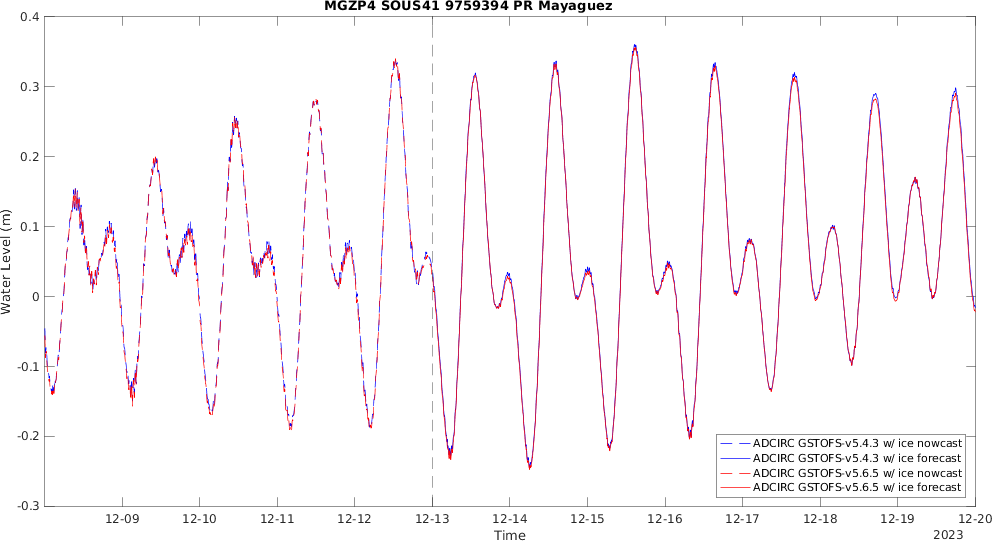 MGZP4 SOUS41 9759394 PR Mayaguez
Water Level (m)
0.4
0.3
0.2
0.1
0
-0.1
-0.2
-0.3
ADCIRC GSTOFS-v5.4.3 w/ ice nowcast
ADCIRC GSTOFS-v5.4.3 w/ ice forecast
ADCIRC GSTOFS-v5.6.5 w/ ice nowcast
ADCIRC GSTOFS-v5.6.5 w/ ice forecast
12-09 12-10 12-11 12-12 12-13 12-14 12-15 12-16 12-17 12-18 12-19 12-20
Time
2023